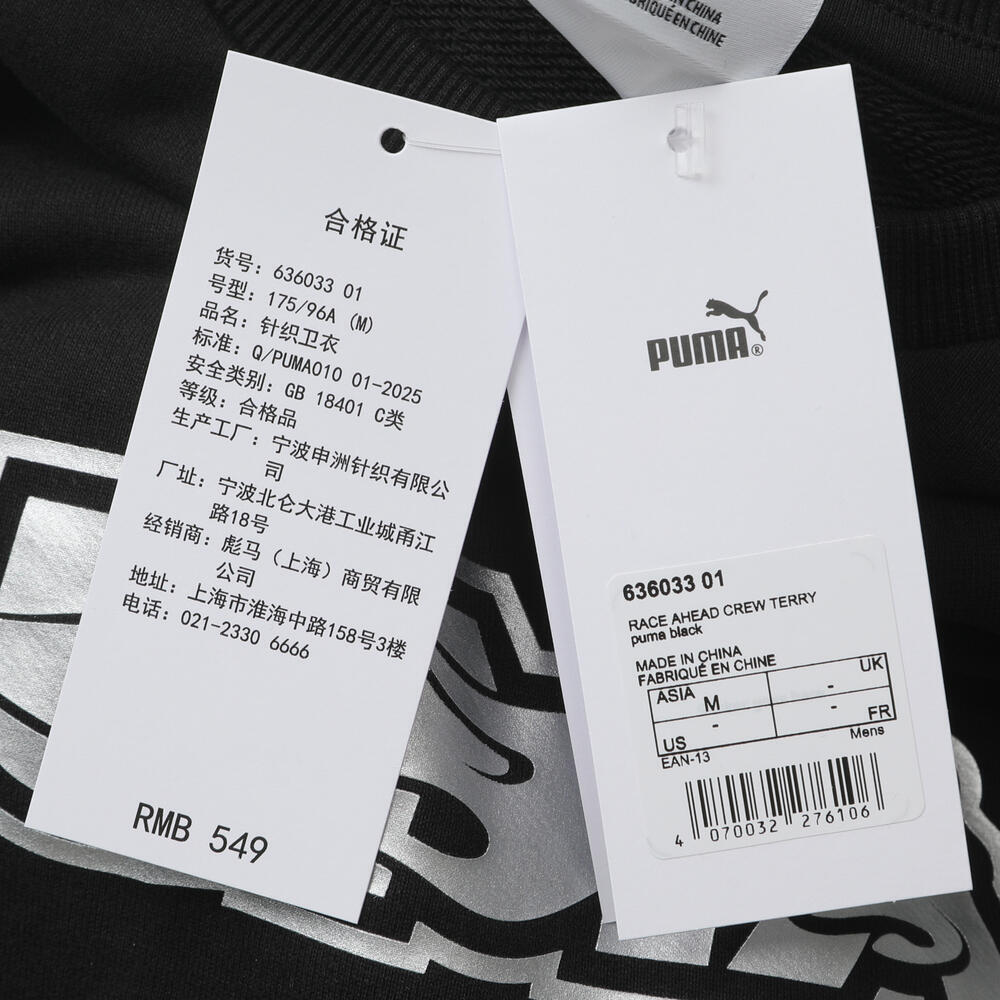 IN CHINA
FABRIQUÉ EN CHINE
合格证
货号: 636033 01
号型: 175/96A (M)
品名: 针织卫衣
标准: Q/PUMA010 01-2025
安全类别: GB 18401 C类
等级: 合格品
生产工厂: 宁波申洲针织有限公
司
厂址: 宁波北仑大港工业城甬江
路18号
经销商: 彪马（上海）商贸有限
公司
地址: 上海市淮海中路158号3楼
电话: 021-2330 6666
RMB 549
PUMA®
636033 01
RACE AHEAD CREW TERRY
puma black
MADE IN CHINA
FABRIQUÉ EN CHINE
ASIA M - UK
US - - FR
Mens
EAN-13
4 070032 276106